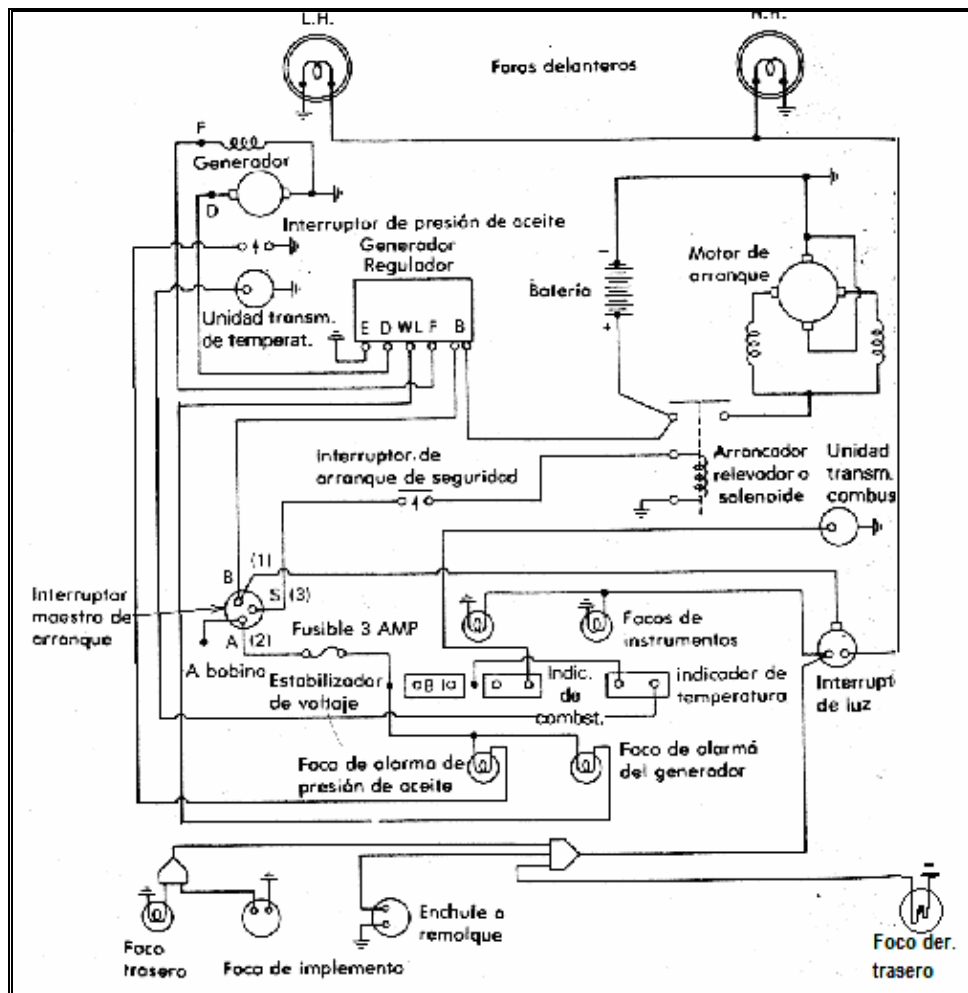 L.H.
R.H.
Faros delanteros
F
Generador
D
Interruptor de presión de aceite
Generador
Regulador
Unidad transm.
de temperat.
E D WL F B
−
Batería
+
Motor de
arranque
interruptor de
arranque de seguridad
Arrancador
relevador o
solenoide
Unidad
transm.
combus
B
(1)
S (3)
Interruptor
maestro de
arranque
A (2)
Fusible 3 AMP
A bobina
Focos de
instrumentos
Estabilizador
de voltaje
B I
Indic.
de
combst.
indicador de
temperatura
Interrupt
de luz
Foco de alarma de
presión de aceite
Foco de alarma
del generador
Foco
trasero
Foco de implemento
Enchufe a
remolque
Foco der.
trasero